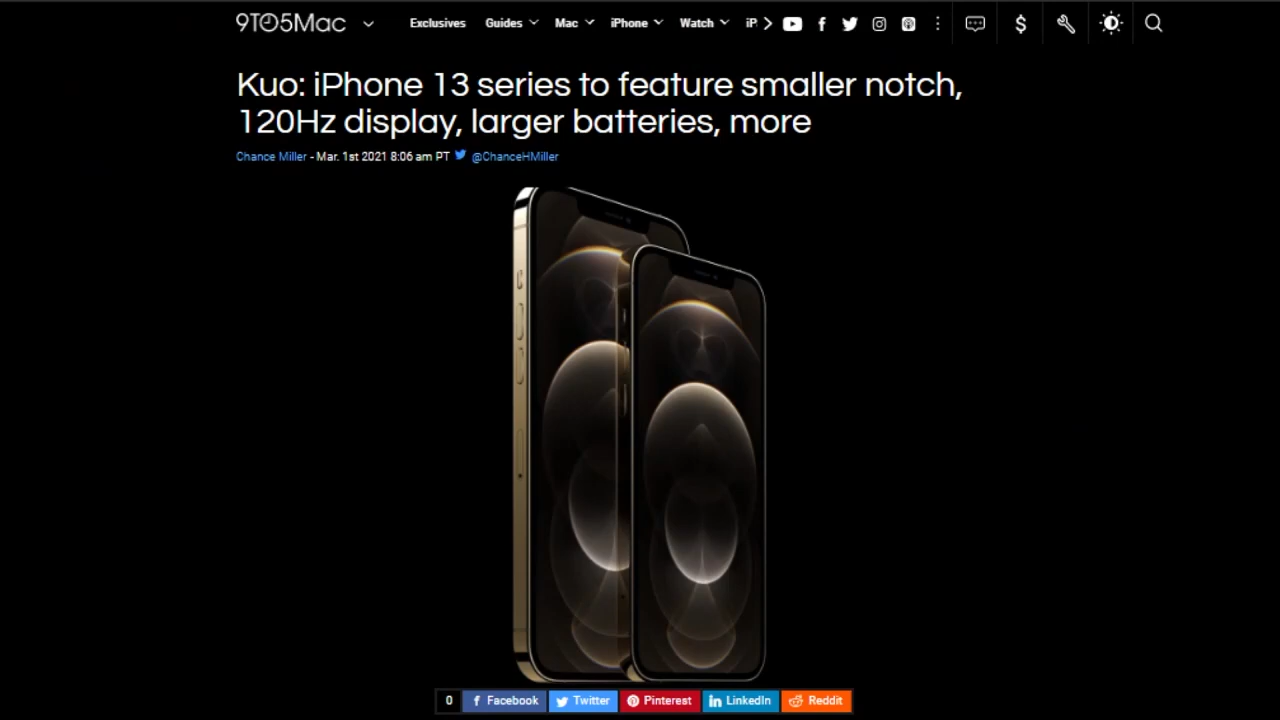 9TO5Mac Exclusives Guides Mac iPhone Watch iP $
Kuo: iPhone 13 series to feature smaller notch,
120Hz display, larger batteries, more
Chance Miller - Mar. 1st 2021 8:06 am PT @ChanceHMiller
0 Facebook Twitter Pinterest LinkedIn Reddit